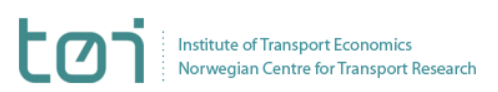 tøi
Institute of Transport Economics
Norwegian Centre for Transport Research